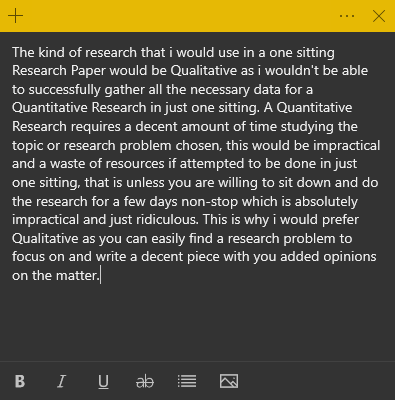 The kind of research that i would use in a one sitting
Research Paper would be Qualitative as i wouldn't be able
to successfully gather all the necessary data for a
Quantitative Research in just one sitting. A Quantitative
Research requires a decent amount of time studying the
topic or research problem chosen, this would be impractical
and a waste of resources if attempted to be done in just
one sitting, that is unless you are willing to sit down and do
the research for a few days non-stop which is absolutely
impractical and just ridiculous. This is why i would prefer
Qualitative as you can easily find a research problem to
focus on and write a decent piece with you added opinions
on the matter.
B I U ab